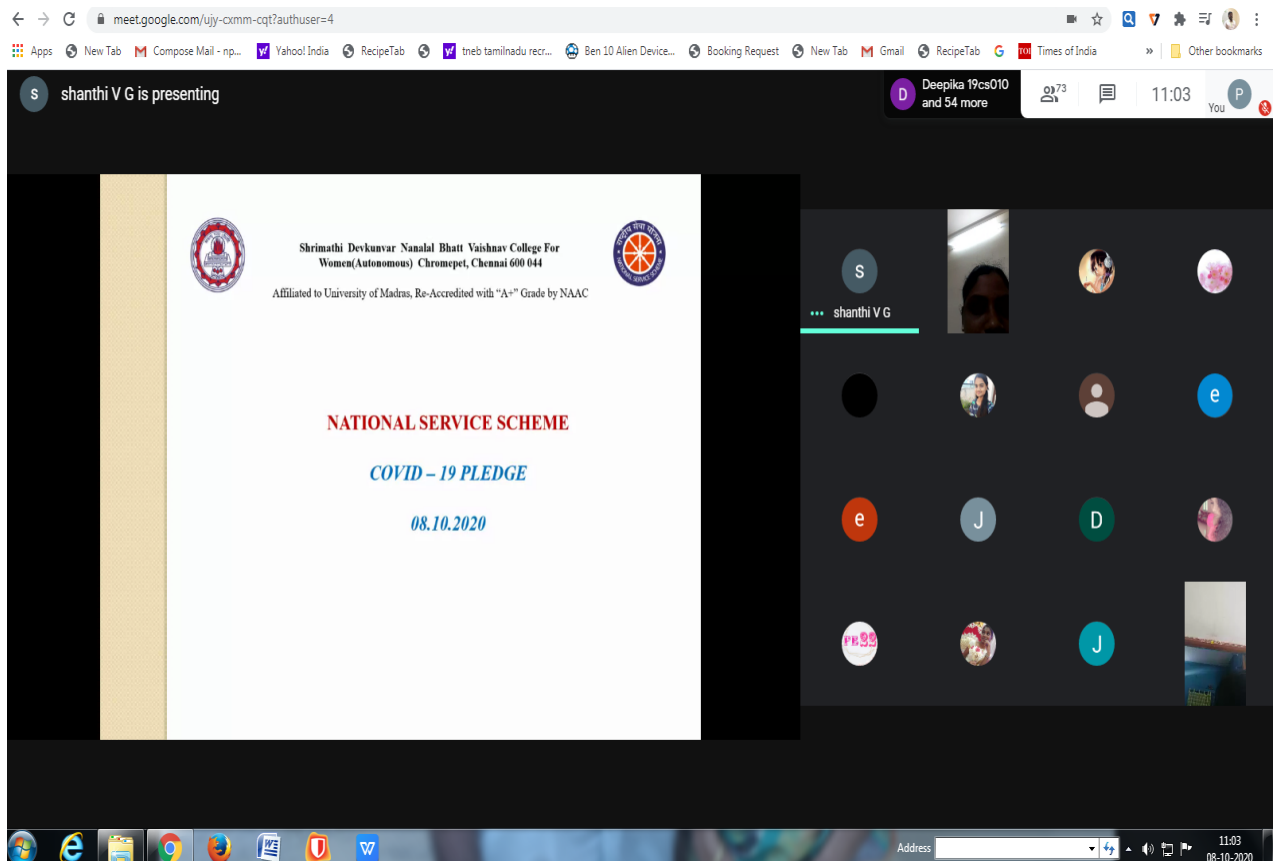 meet.google.com/ujy-cxmm-cqt?authuser=4
Apps New Tab Compose Mail - np... Yahoo! India RecipeTab tneb tamilnadu recr... Ben 10 Alien Device... Booking Request New Tab Gmail RecipeTab Times of India » Other bookmarks
s shanthi V G is presenting
D Deepika 19cs010
and 54 more
73
11:03
You P
Shrimathi Devkunvar Nanalal Bhatt Vaishnav College For
Women(Autonomous) Chromepet, Chennai 600 044
Affiliated to University of Madras, Re-Accredited with “A+” Grade by NAAC
राष्ट्रीय सेवा योजना
NATIONAL SERVICE SCHEME
NATIONAL SERVICE SCHEME
COVID – 19 PLEDGE
08.10.2020
s
shanthi V G
e
e
J
D
J
Address
11:03
08-10-2020